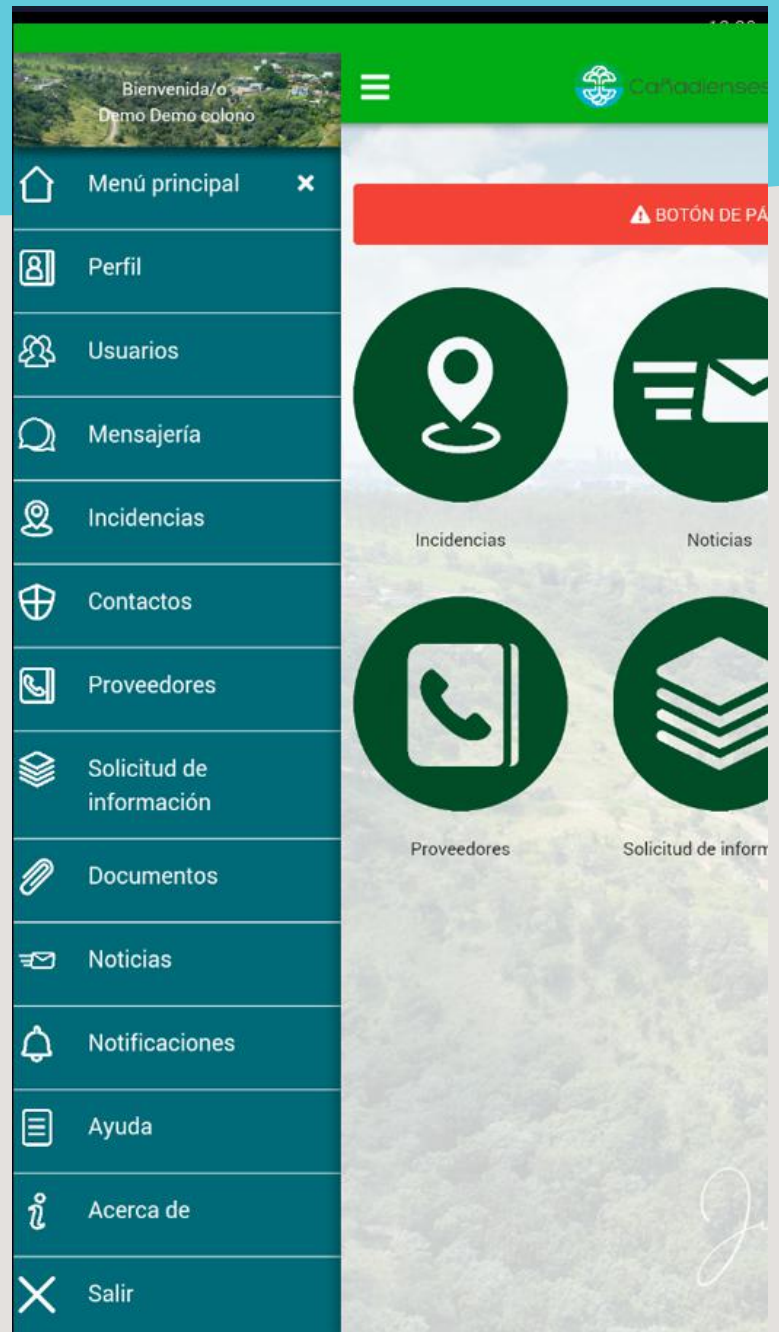 Bienvenida/o
Demo Demo colono
Menú principal
Perfil
Usuarios
Mensajería
Incidencias
Contactos
Proveedores
Solicitud de
información
Documentos
Noticias
Notificaciones
Ayuda
Acerca de
Salir
Cañadienses
BOTÓN DE PÁ
Incidencias
Noticias
Proveedores
Solicitud de inform